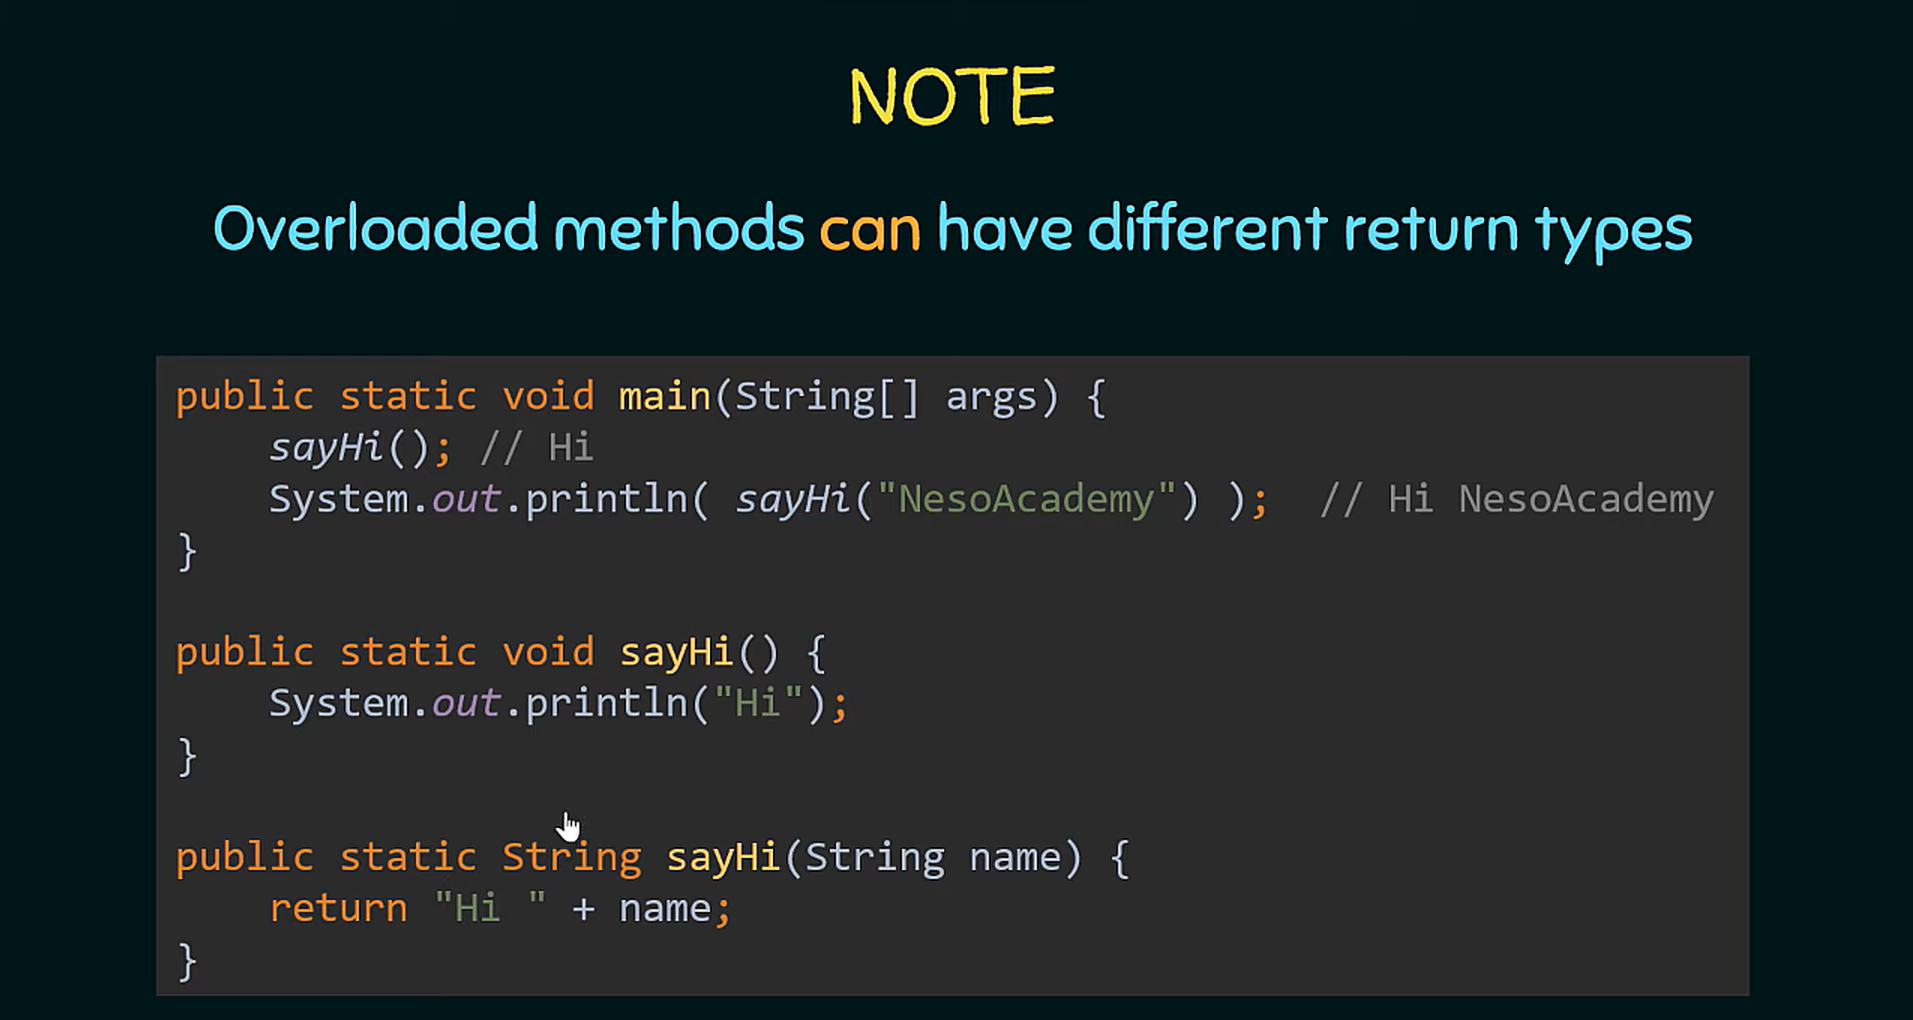 NOTE
Overloaded methods can have different return types
public static void main(String[] args) {
    sayHi(); // Hi
    System.out.println( sayHi("NesoAcademy") );  // Hi NesoAcademy
}
public static void sayHi() {
    System.out.println("Hi");
}
public static String sayHi(String name) {
    return "Hi " + name;
}